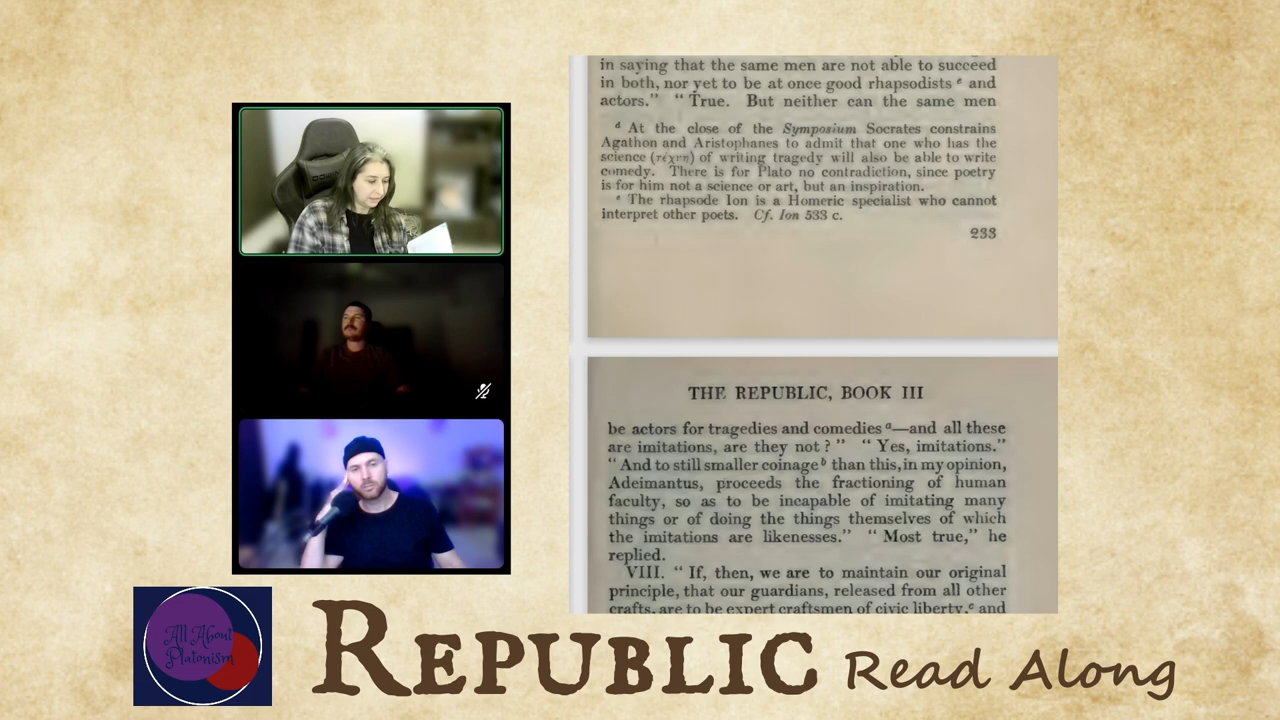 in saying that the same men are not able to succeed
in both, nor yet to be at once good rhapsodists ᵉ and
actors.” “ True. But neither can the same men
ᵈ At the close of the Symposium Socrates constrains
Agathon and Aristophanes to admit that one who has the
science (τέχνη) of writing tragedy will also be able to write
comedy. There is for Plato no contradiction, since poetry
is for him not a science or art, but an inspiration.
ᵉ The rhapsode Ion is a Homeric specialist who cannot
interpret other poets. Cf. Ion 533 c.
233
THE REPUBLIC, BOOK III
be actors for tragedies and comedies ᵃ—and all these
are imitations, are they not ? ” “ Yes, imitations.”
“ And to still smaller coinage ᵇ than this, in my opinion,
Adeimantus, proceeds the fractioning of human
faculty, so as to be incapable of imitating many
things or of doing the things themselves of which
the imitations are likenesses.” “ Most true,” he
replied.
VIII. “ If, then, we are to maintain our original
principle, that our guardians, released from all other
crafts, are to be expert craftsmen of civic liberty,ᶜ and
All About
Platonism
REPUBLIC Read Along